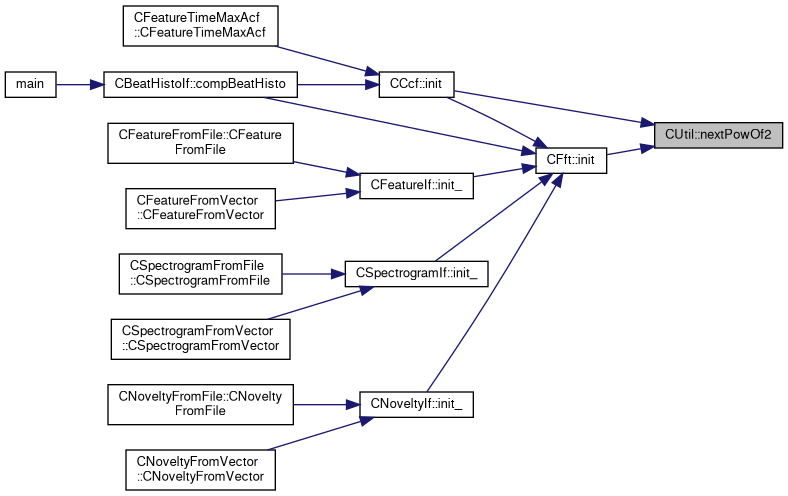 CFeatureTimeMaxAcf
::CFeatureTimeMaxAcf
main
CBeatHistoIf::compBeatHisto
CCcf::init
CUtil::nextPowOf2
CFeatureFromFile::CFeature
FromFile
CFft::init
CFeatureIf::init_
CFeatureFromVector
::CFeatureFromVector
CSpectrogramFromFile
::CSpectrogramFromFile
CSpectrogramIf::init_
CSpectrogramFromVector
::CSpectrogramFromVector
CNoveltyFromFile::CNovelty
FromFile
CNoveltyIf::init_
CNoveltyFromVector
::CNoveltyFromVector